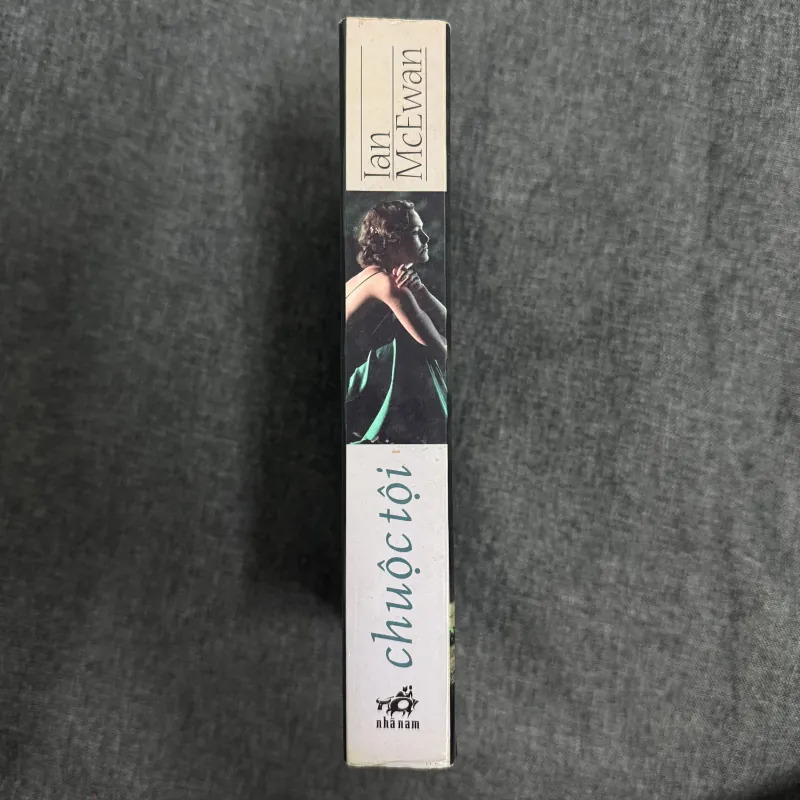 Ian
McEwan
chuộc tội
nhã nam